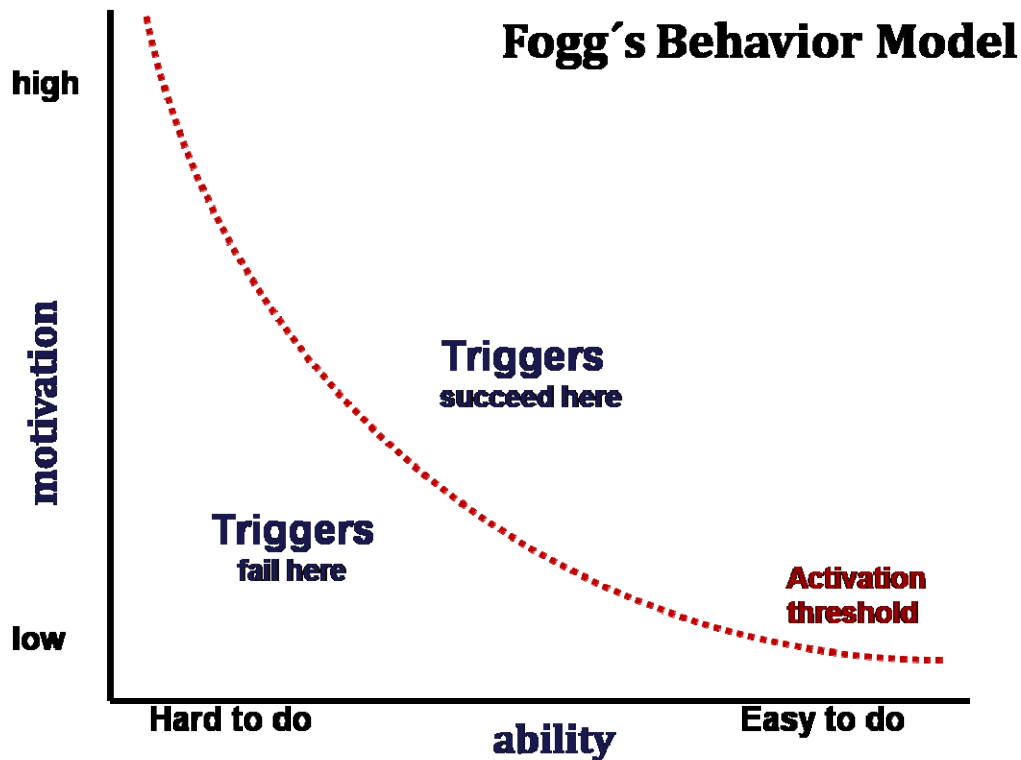 Fogg´s Behavior Model
high
motivation
Triggers
succeed here
Triggers
fail here
Activation
threshold
low
Hard to do
Easy to do
ability